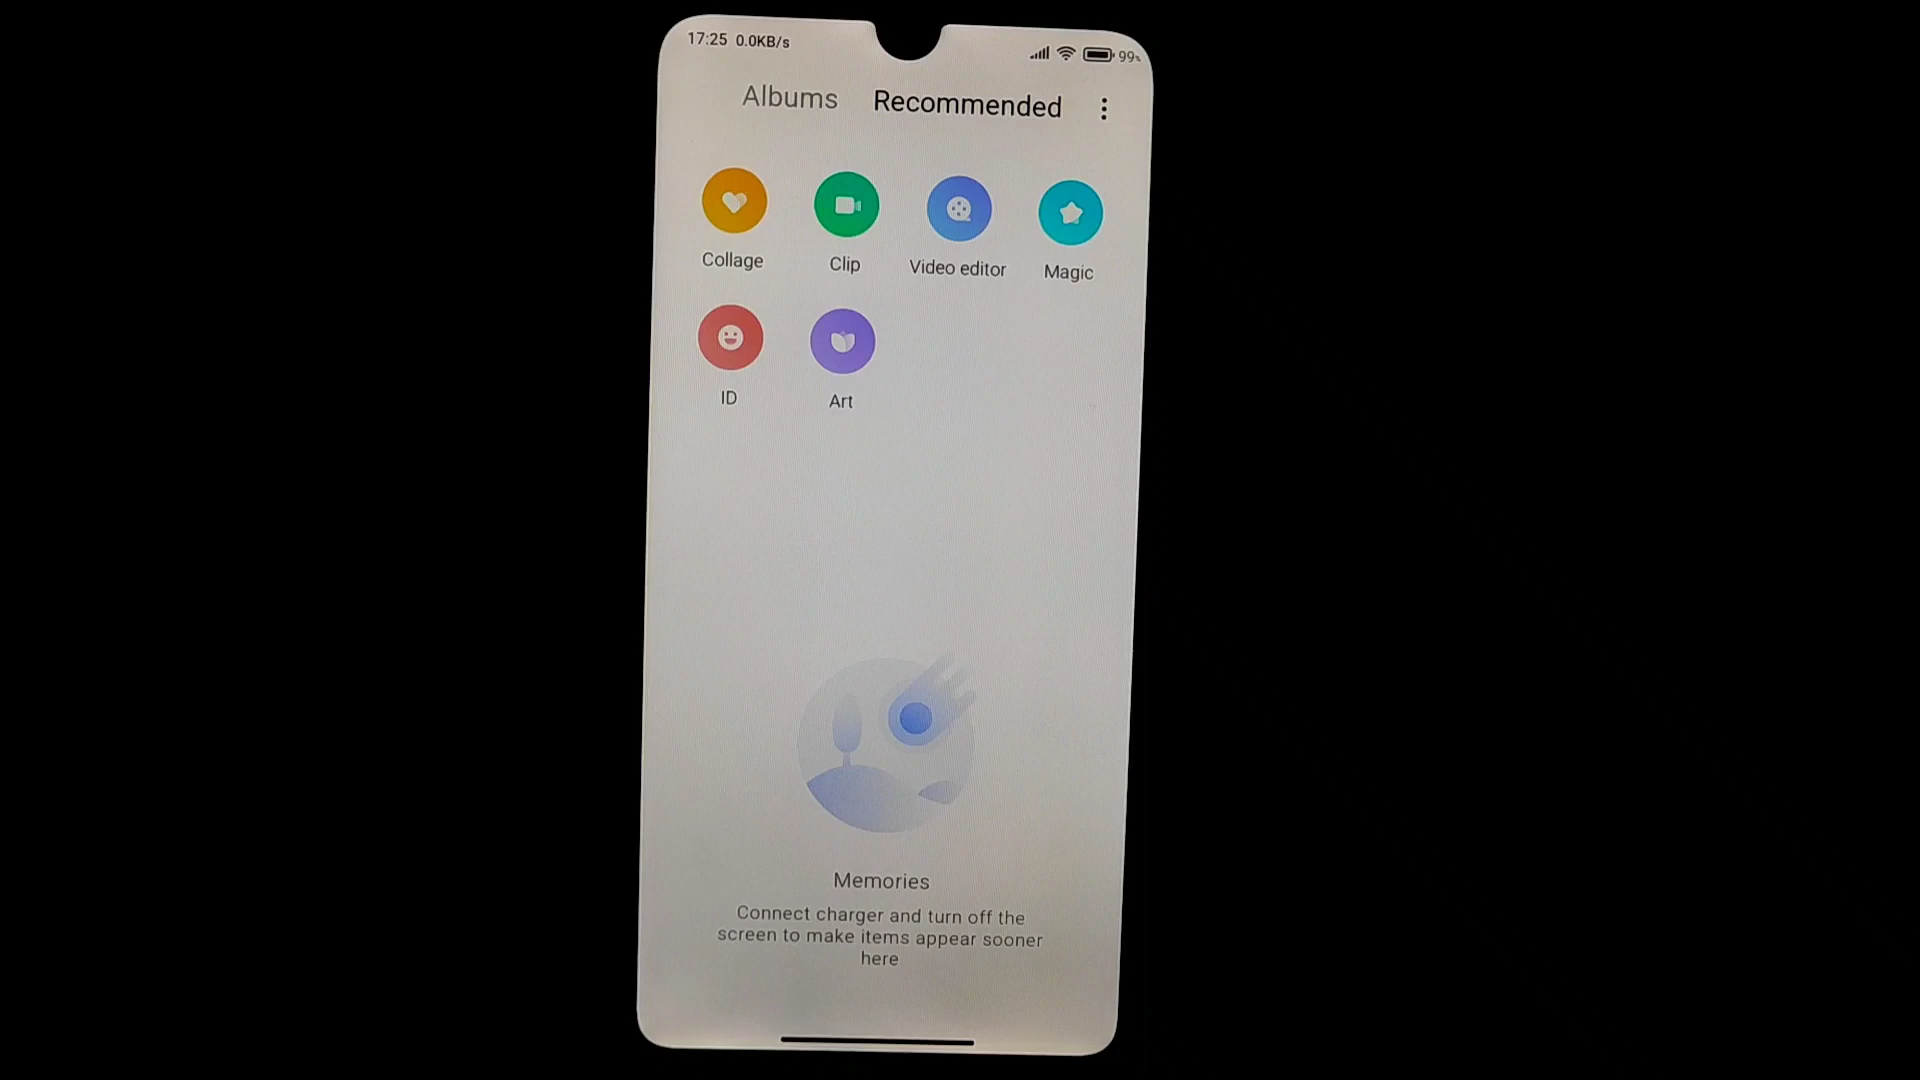 17:25 0.0KB/s 99%
Albums Recommended
Collage Clip Video editor Magic
ID Art
Memories
Connect charger and turn off the
screen to make items appear sooner
here